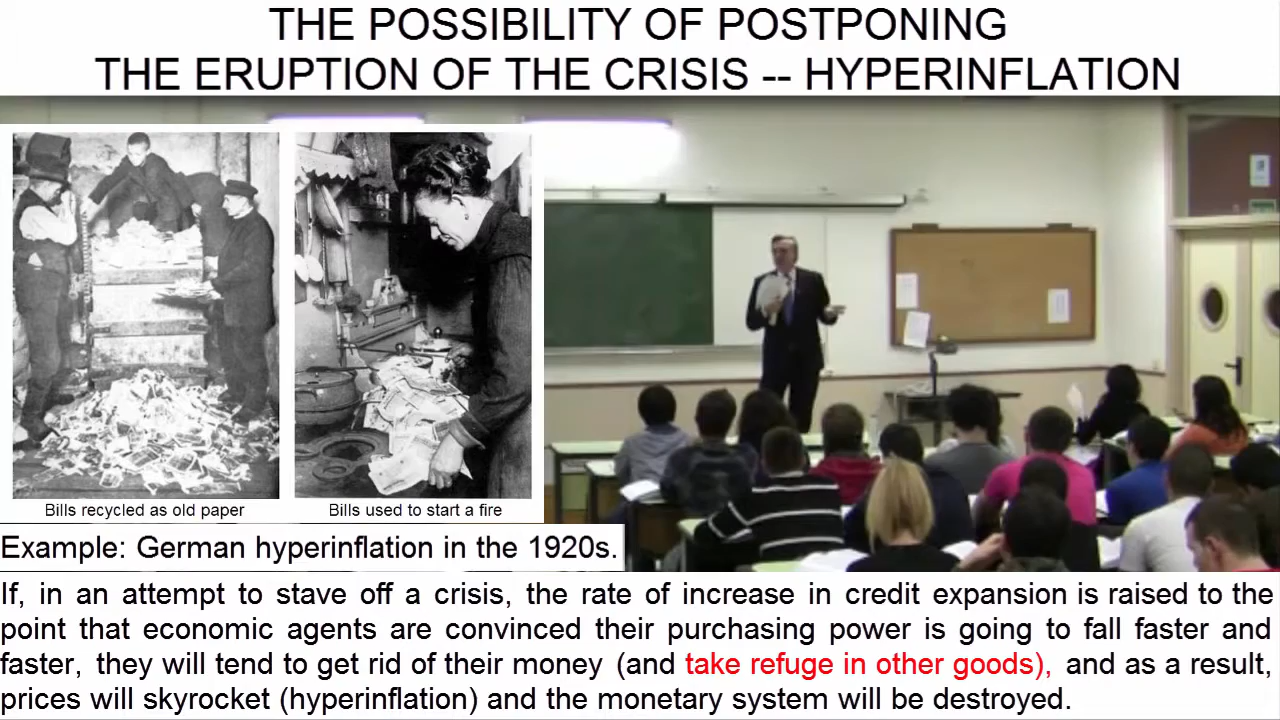 THE POSSIBILITY OF POSTPONING
THE ERUPTION OF THE CRISIS -- HYPERINFLATION
Bills recycled as old paper
Bills used to start a fire
Example: German hyperinflation in the 1920s.
If, in an attempt to stave off a crisis, the rate of increase in credit expansion is raised to the
point that economic agents are convinced their purchasing power is going to fall faster and
faster, they will tend to get rid of their money (and take refuge in other goods), and as a result,
prices will skyrocket (hyperinflation) and the monetary system will be destroyed.